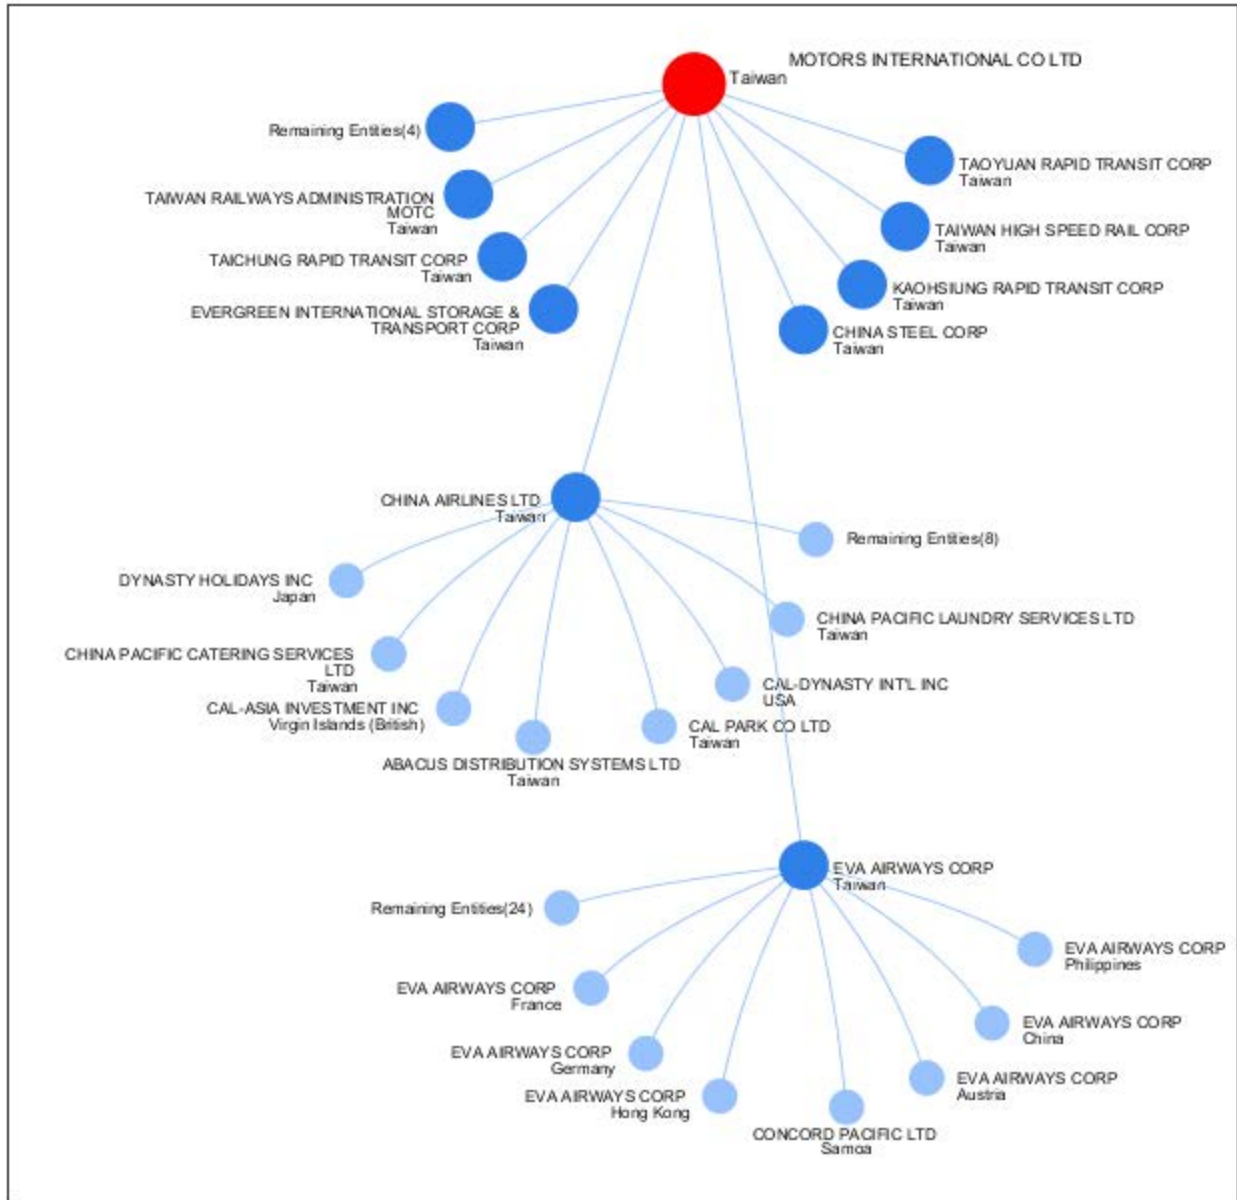 MOTORS INTERNATIONAL CO LTD
Taiwan
Remaining Entities(4)
TAIWAN RAILWAYS ADMINISTRATION
MOTC
Taiwan
TAICHUNG RAPID TRANSIT CORP
Taiwan
EVERGREEN INTERNATIONAL STORAGE &
TRANSPORT CORP
Taiwan
TAOYUAN RAPID TRANSIT CORP
Taiwan
TAIWAN HIGH SPEED RAIL CORP
Taiwan
KAOHSIUNG RAPID TRANSIT CORP
Taiwan
CHINA STEEL CORP
Taiwan
CHINA AIRLINES LTD
Taiwan
Remaining Entities(8)
DYNASTY HOLIDAYS INC
Japan
CHINA PACIFIC LAUNDRY SERVICES LTD
Taiwan
CHINA PACIFIC CATERING SERVICES
LTD
Taiwan
CAL-DYNASTY INT'L INC
USA
CAL-ASIA INVESTMENT INC
Virgin Islands (British)
CAL PARK CO LTD
Taiwan
ABACUS DISTRIBUTION SYSTEMS LTD
Taiwan
EVA AIRWAYS CORP
Taiwan
Remaining Entities(24)
EVA AIRWAYS CORP
Philippines
EVA AIRWAYS CORP
France
EVA AIRWAYS CORP
China
EVA AIRWAYS CORP
Germany
EVA AIRWAYS CORP
Austria
EVA AIRWAYS CORP
Hong Kong
CONCORD PACIFIC LTD
Samoa